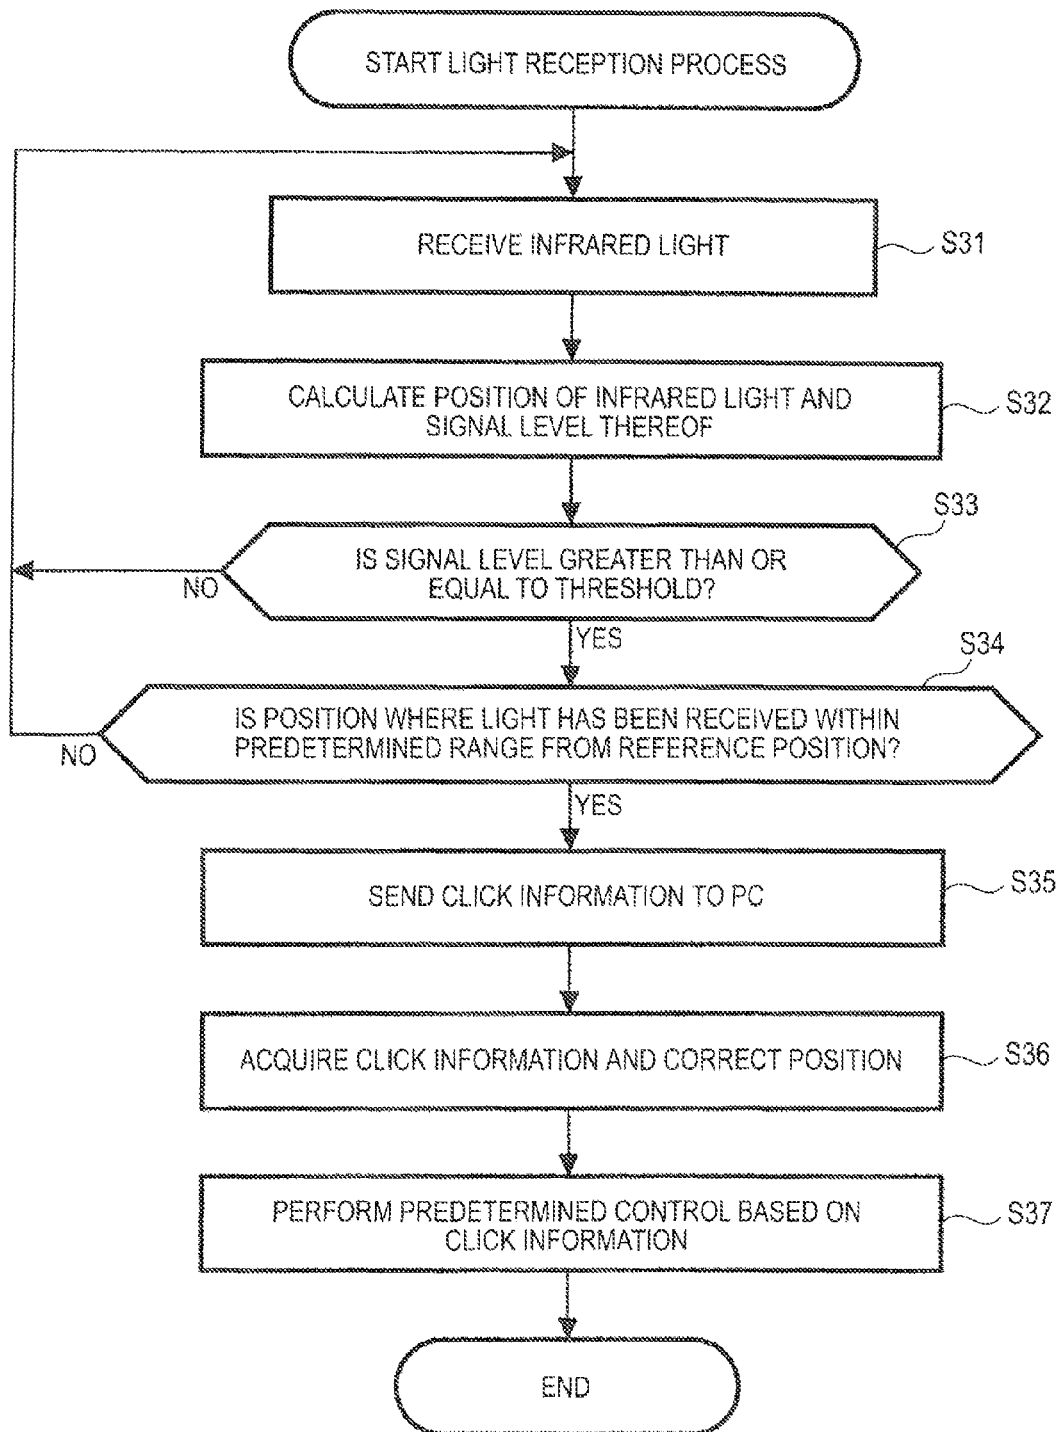 START LIGHT RECEPTION PROCESS
RECEIVE INFRARED LIGHT
S31
CALCULATE POSITION OF INFRARED LIGHT AND
SIGNAL LEVEL THEREOF
S32
S33
IS SIGNAL LEVEL GREATER THAN OR
EQUAL TO THRESHOLD?
NO
YES
S34
IS POSITION WHERE LIGHT HAS BEEN RECEIVED WITHIN
PREDETERMINED RANGE FROM REFERENCE POSITION?
NO
YES
SEND CLICK INFORMATION TO PC
S35
ACQUIRE CLICK INFORMATION AND CORRECT POSITION
S36
PERFORM PREDETERMINED CONTROL BASED ON
CLICK INFORMATION
S37
END